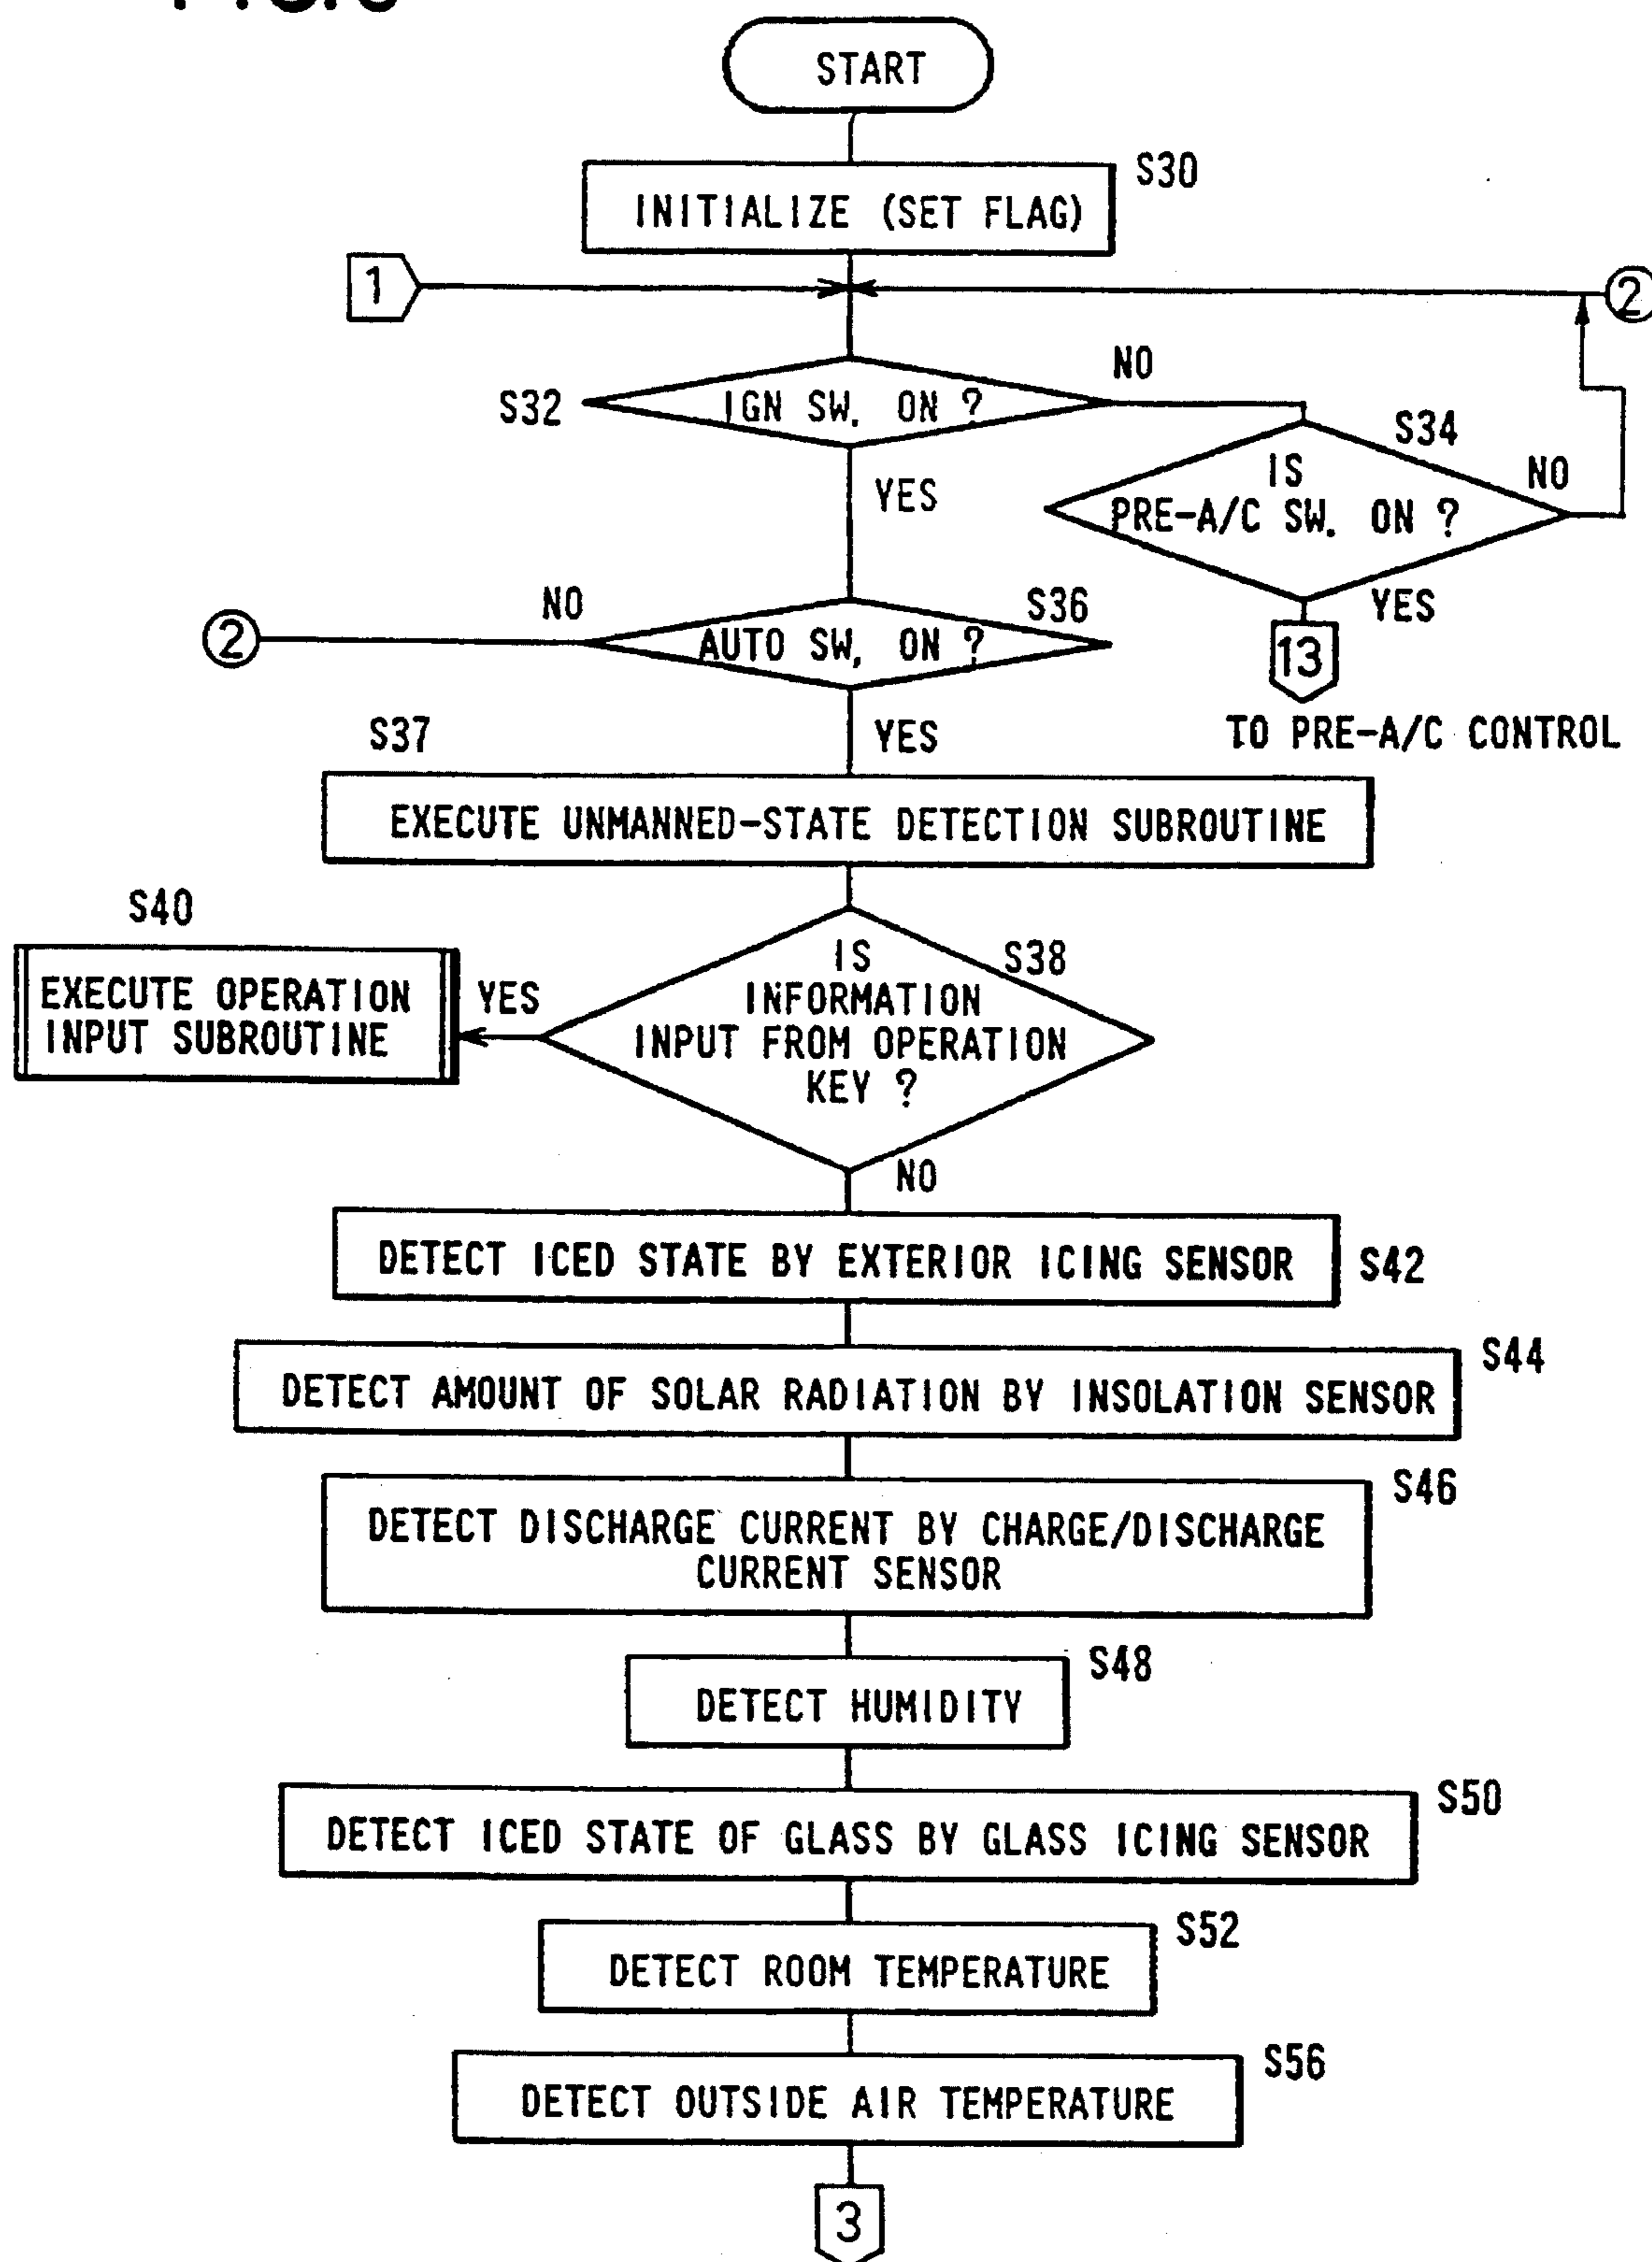 START
S30
INITIALIZE (SET FLAG)
1
2
NO
S32
IGN SW. ON ?
S34
IS
PRE-A/C SW. ON ?
NO
YES
YES
NO
S36
2
AUTO SW. ON ?
13
S37
YES
TO PRE-A/C CONTROL
EXECUTE UNMANNED-STATE DETECTION SUBROUTINE
S40
IS
INFORMATION
INPUT FROM OPERATION
KEY ?
S38
EXECUTE OPERATION
INPUT SUBROUTINE
YES
NO
DETECT ICED STATE BY EXTERIOR ICING SENSOR
S42
S44
DETECT AMOUNT OF SOLAR RADIATION BY INSOLATION SENSOR
S46
DETECT DISCHARGE CURRENT BY CHARGE/DISCHARGE
CURRENT SENSOR
S48
DETECT HUMIDITY
S50
DETECT ICED STATE OF GLASS BY GLASS ICING SENSOR
S52
DETECT ROOM TEMPERATURE
S56
DETECT OUTSIDE AIR TEMPERATURE
3